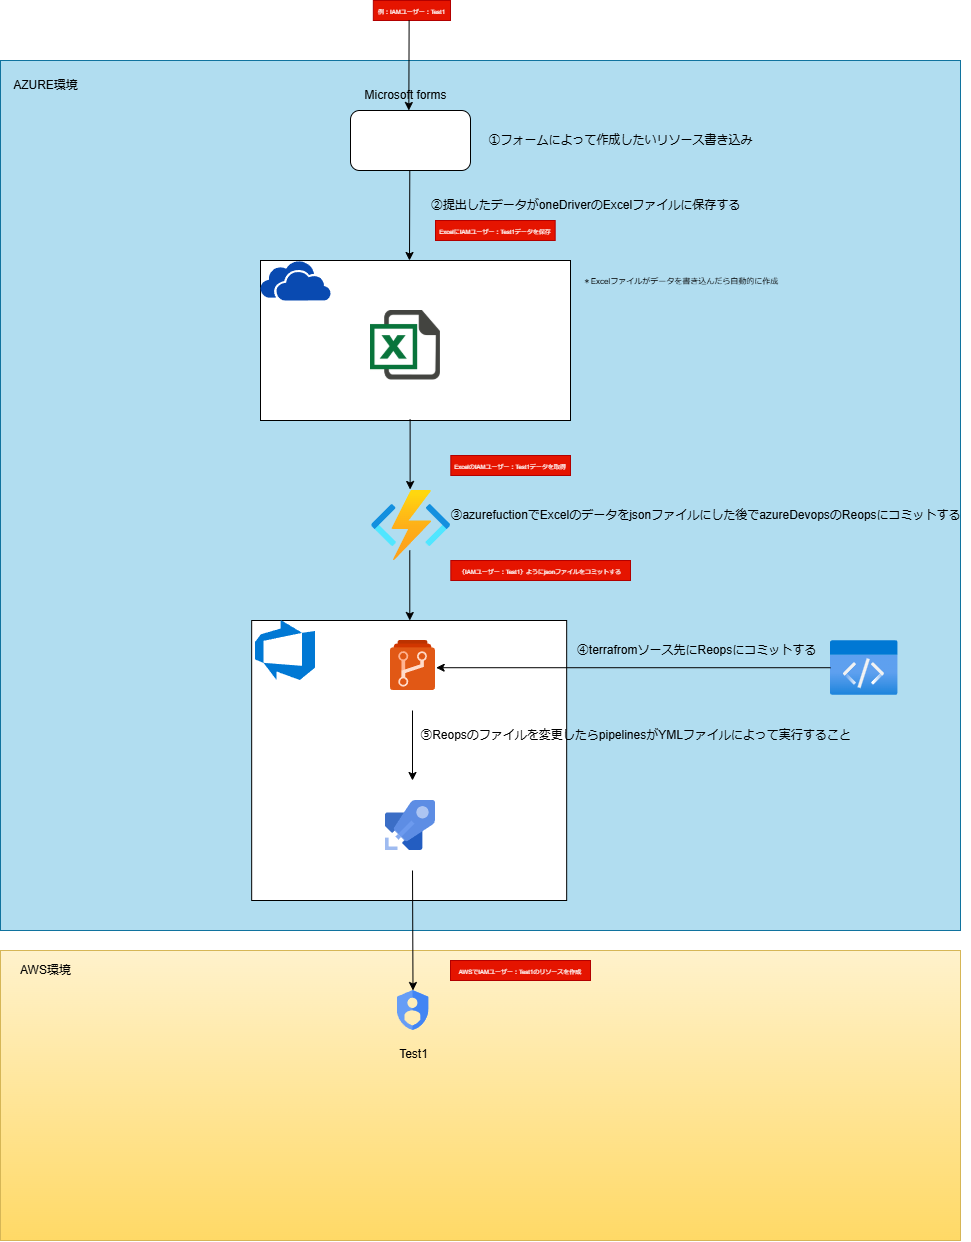 例：IAMユーザー：Test1
AZURE環境
Microsoft forms
①フォームによって作成したいリソース書き込み
②提出したデータがoneDriverのExcelファイルに保存する
ExcelにIAMユーザー：Test1データを保存
＊Excelファイルがデータを書き込んだら自動的に作成
ExcelのIAMユーザー：Test1データを取得
③azurefuctionでExcelのデータをjsonファイルにした後でazureDevopsのReopsにコミットする
{IAMユーザー：Test1}ようにjsonファイルをコミットする
④terrafromソース先にReopsにコミットする
⑤Reopsのファイルを変更したらpipelinesがYMLファイルによって実行すること
AWS環境
AWSでIAMユーザー：Test1のリソースを作成
Test1